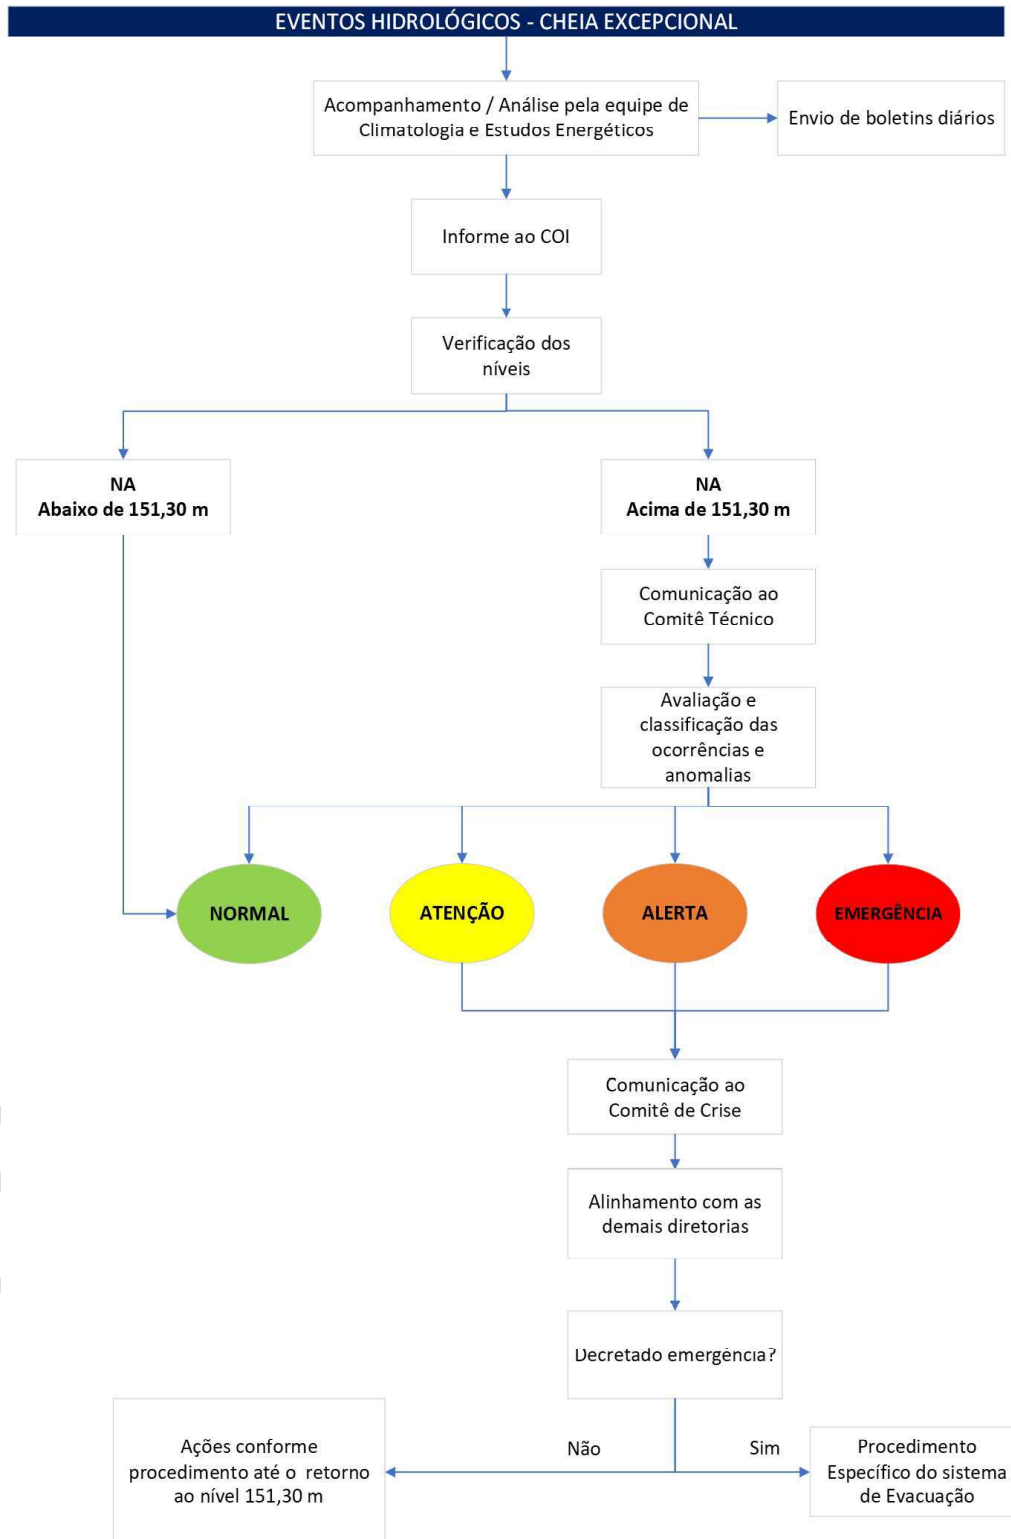 EVENTOS HIDROLÓGICOS - CHEIA EXCEPCIONAL
Acompanhamento / Análise pela equipe de
Climatologia e Estudos Energéticos
Envio de boletins diários
Informe ao COI
Verificação dos
níveis
NA
Abaixo de 151,30 m
NA
Acima de 151,30 m
Comunicação ao
Comitê Técnico
Avaliação e
classificação das
ocorrências e
anomalias
NORMAL
ATENÇÃO
ALERTA
EMERGÊNCIA
Comunicação ao
Comitê de Crise
Alinhamento com as
demais diretorias
Decretado emergência?
Não
Sim
Ações conforme
procedimento até o retorno
ao nível 151,30 m
Procedimento
Específico do sistema
de Evacuação